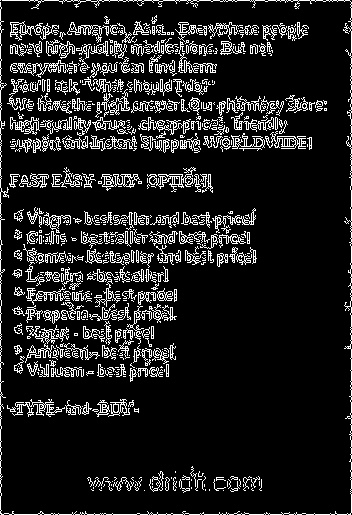 Europe, America, Asia... Everywhere people
need high-quality medications. But not
everywhere you can find them.
You'll ask, "What should I do?"
We have the right answer! Our pharmacy Store:
high-quality drugs, cheap prices, friendly
support and Instant Shipping WORLDWIDE!
FAST EASY -BUY- OPTION!
* Viagra - bestseller and best price!
* Cialis - bestseller and best price!
* Soma - bestseller and best price!
* Levitra - bestseller!
* - best price!
* Propecia - best price!
* Xanax - best price!
* Ambien - best price!
* Valium - best price!
-TYPE- and -BUY-